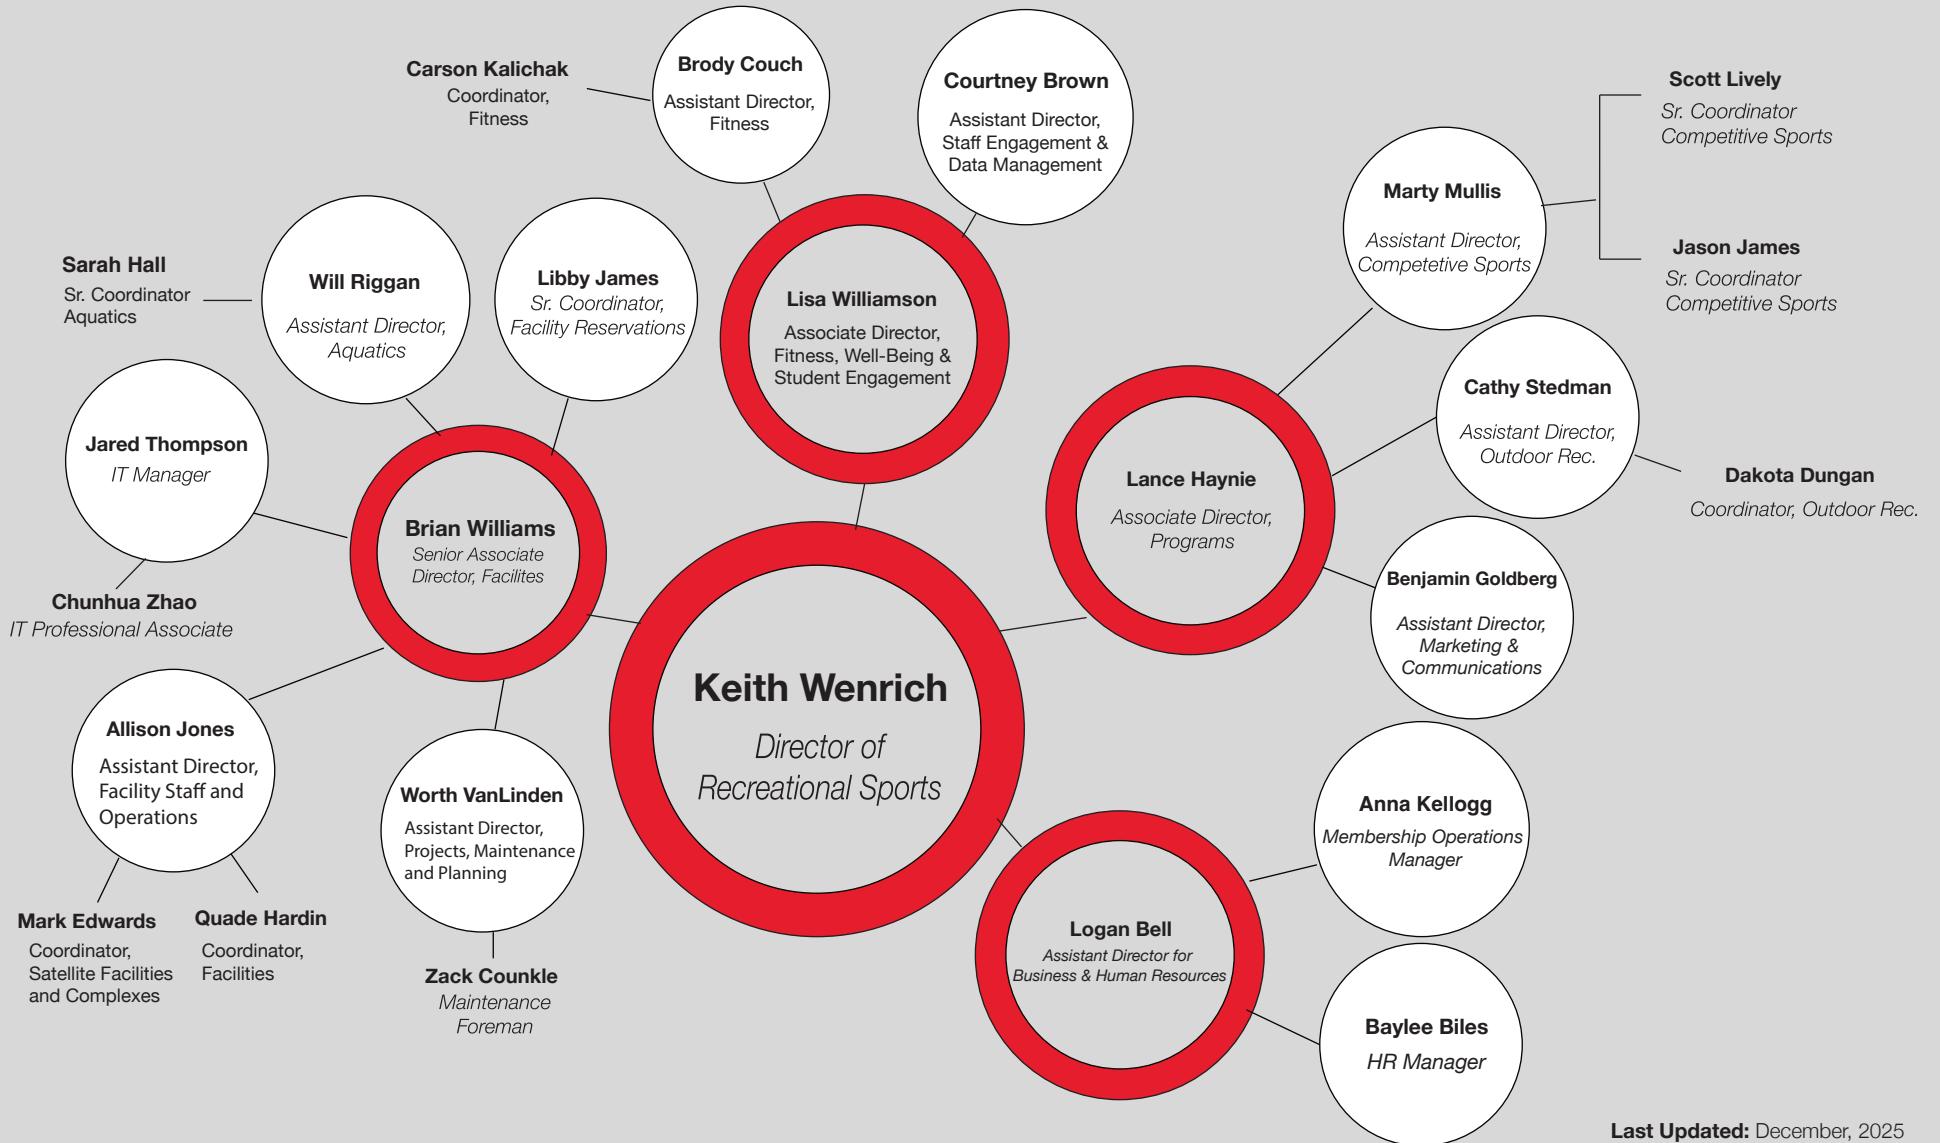 Carson Kalichak
Coordinator,
Fitness
Brody Couch
Assistant Director,
Fitness
Courtney Brown
Assistant Director,
Staff Engagement &
Data Management
Scott Lively
Sr. Coordinator
Competitive Sports
Marty Mullis
Assistant Director,
Competetive Sports
Jason James
Sr. Coordinator
Competitive Sports
Sarah Hall
Sr. Coordinator
Aquatics
Will Riggan
Assistant Director,
Aquatics
Libby James
Sr. Coordinator,
Facility Reservations
Lisa Williamson
Associate Director,
Fitness, Well-Being &
Student Engagement
Cathy Stedman
Assistant Director,
Outdoor Rec.
Dakota Dungan
Coordinator, Outdoor Rec.
Jared Thompson
IT Manager
Chunhua Zhao
IT Professional Associate
Brian Williams
Senior Associate
Director, Facilites
Lance Haynie
Associate Director,
Programs
Benjamin Goldberg
Assistant Director,
Marketing &
Communications
Keith Wenrich
Director of
Recreational Sports
Allison Jones
Assistant Director,
Facility Staff and
Operations
Worth VanLinden
Assistant Director,
Projects, Maintenance
and Planning
Anna Kellogg
Membership Operations
Manager
Mark Edwards
Coordinator,
Satellite Facilities
and Complexes
Quade Hardin
Coordinator,
Facilities
Zack Counkle
Maintenance
Foreman
Logan Bell
Assistant Director for
Business & Human Resources
Baylee Biles
HR Manager
Last Updated: December, 2025